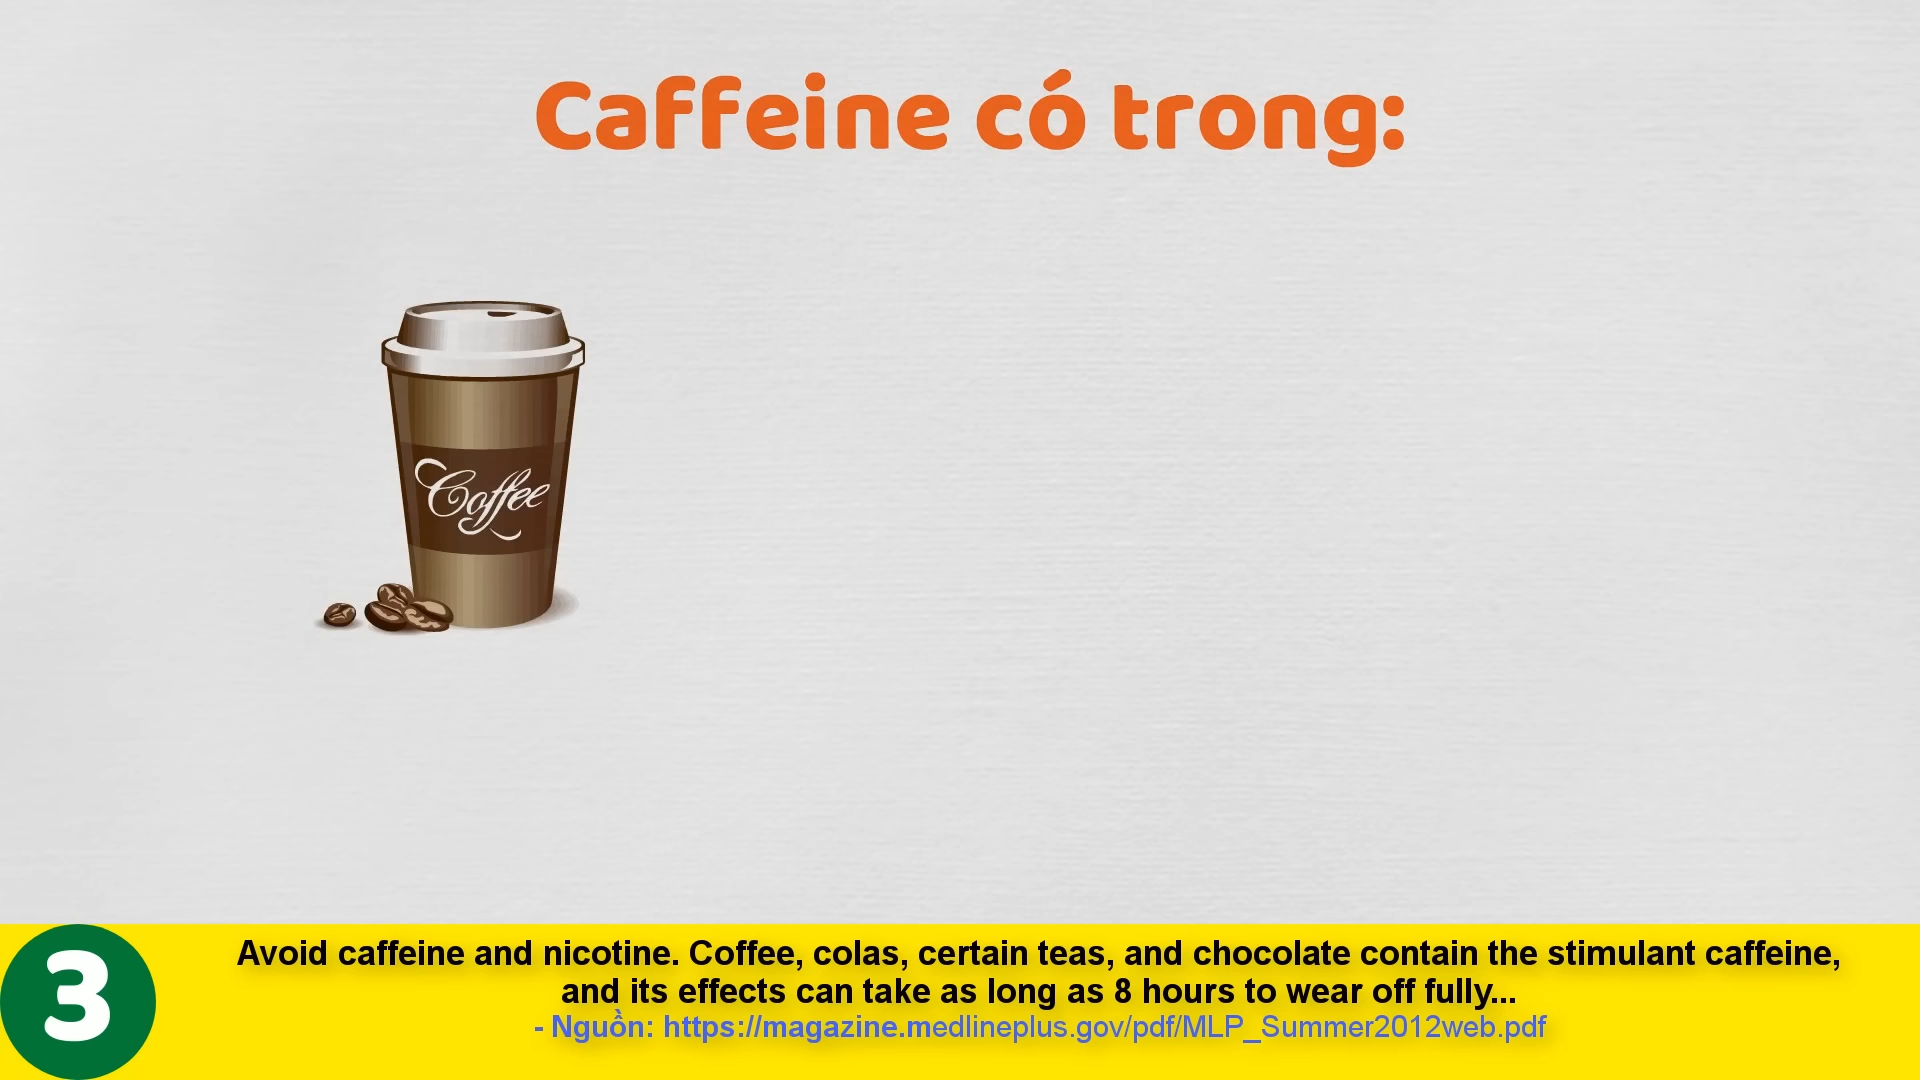 Caffeine có trong:
Coffee
3
Avoid caffeine and nicotine. Coffee, colas, certain teas, and chocolate contain the stimulant caffeine,
and its effects can take as long as 8 hours to wear off fully...
- Nguồn: https://magazine.medlineplus.gov/pdf/MLP_Summer2012web.pdf